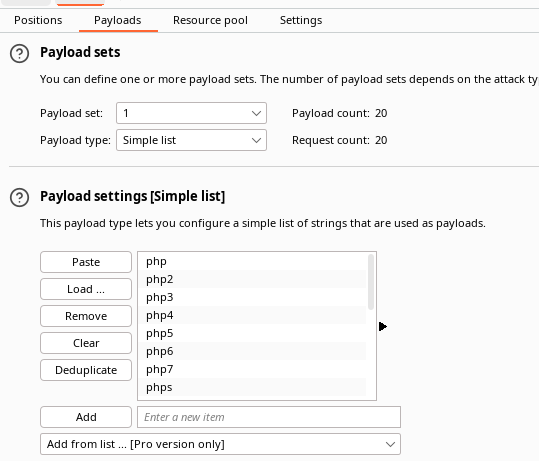 Positions Payloads Resource pool Settings
Payload sets
You can define one or more payload sets. The number of payload sets depends on the attack ty
Payload set: 1 Payload count: 20
Payload type: Simple list Request count: 20
Payload settings [Simple list]
This payload type lets you configure a simple list of strings that are used as payloads.
Paste
Load ...
Remove
Clear
Deduplicate
php
php2
php3
php4
php5
php6
php7
phps
Add Enter a new item
Add from list ... [Pro version only]